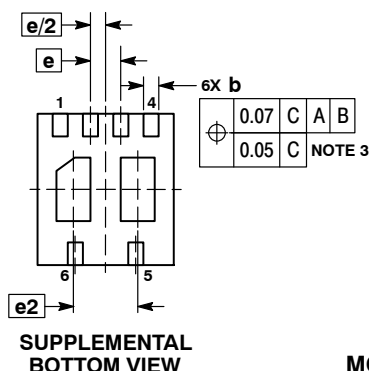 e/2
e
6X b
1
4
0.07 C A B
0.05 C NOTE 3
6
5
e2
SUPPLEMENTAL
BOTTOM VIEW